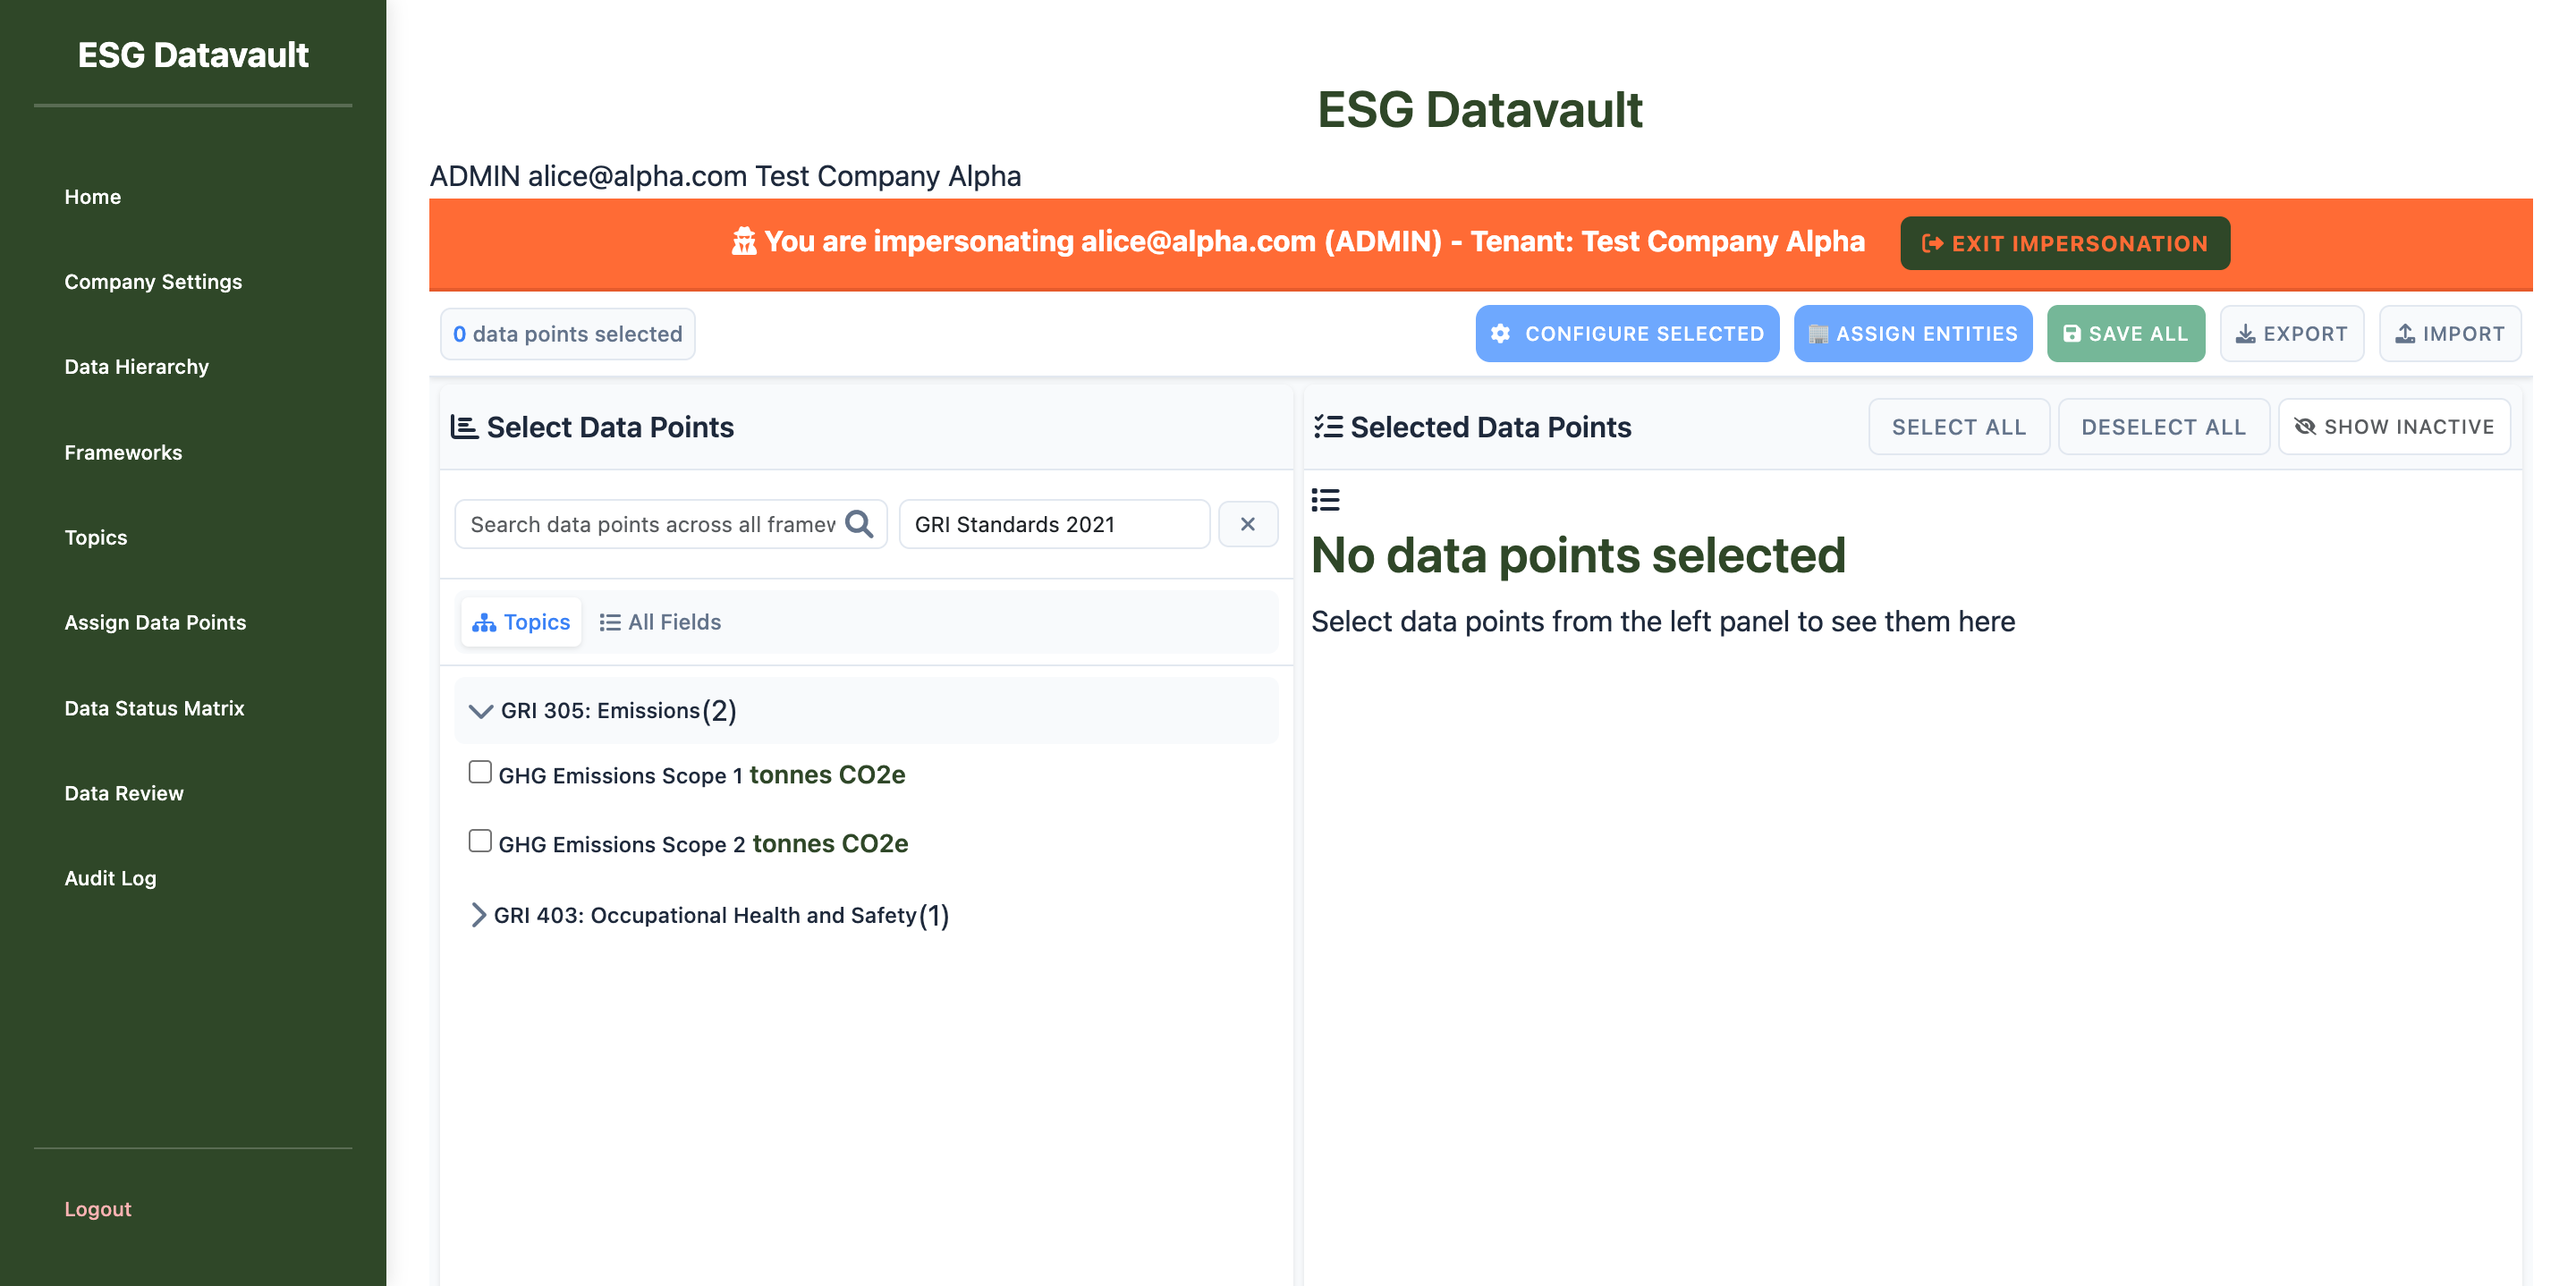 ESG Datavault
Home
Company Settings
Data Hierarchy
Frameworks
Topics
Assign Data Points
Data Status Matrix
Data Review
Audit Log
Logout
ESG Datavault
ADMIN alice@alpha.com Test Company Alpha
You are impersonating alice@alpha.com (ADMIN) - Tenant: Test Company Alpha
EXIT IMPERSONATION
0 data points selected
CONFIGURE SELECTED
ASSIGN ENTITIES
SAVE ALL
EXPORT
IMPORT
Select Data Points
Search data points across all framew
GRI Standards 2021
Topics
All Fields
GRI 305: Emissions(2)
GHG Emissions Scope 1 tonnes CO2e
GHG Emissions Scope 2 tonnes CO2e
GRI 403: Occupational Health and Safety(1)
Selected Data Points
SELECT ALL
DESELECT ALL
SHOW INACTIVE
No data points selected
Select data points from the left panel to see them here